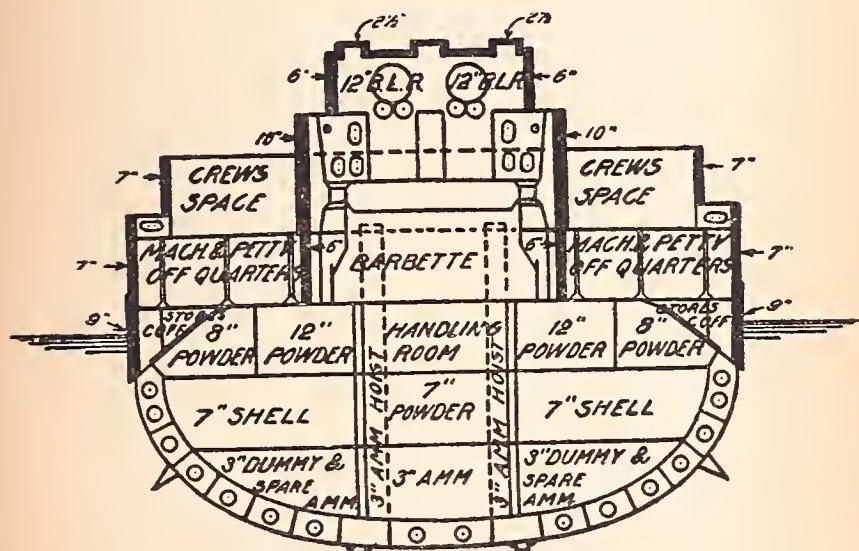 2½ 2½
6" 12" B.L.R 12" B.L.R 6"
10" 10"
7" CREWS CREWS 7"
SPACE SPACE
MACH. & PETTY 6" 6" MACH. & PETTY
7" OFF QUARTERS BARBETTE OFF QUARTERS 7"
9" STORES STORES 9"
COFF 8" 12" HANDLING 12" 8" COFF
POWDER POWDER ROOM POWDER POWDER
7" SHELL 7" 7" SHELL
POWDER
3" AMM HOIST 3" AMM HOIST
3" DUMMY & 3" AMM 3" DUMMY &
SPARE SPARE
AMM. AMM.